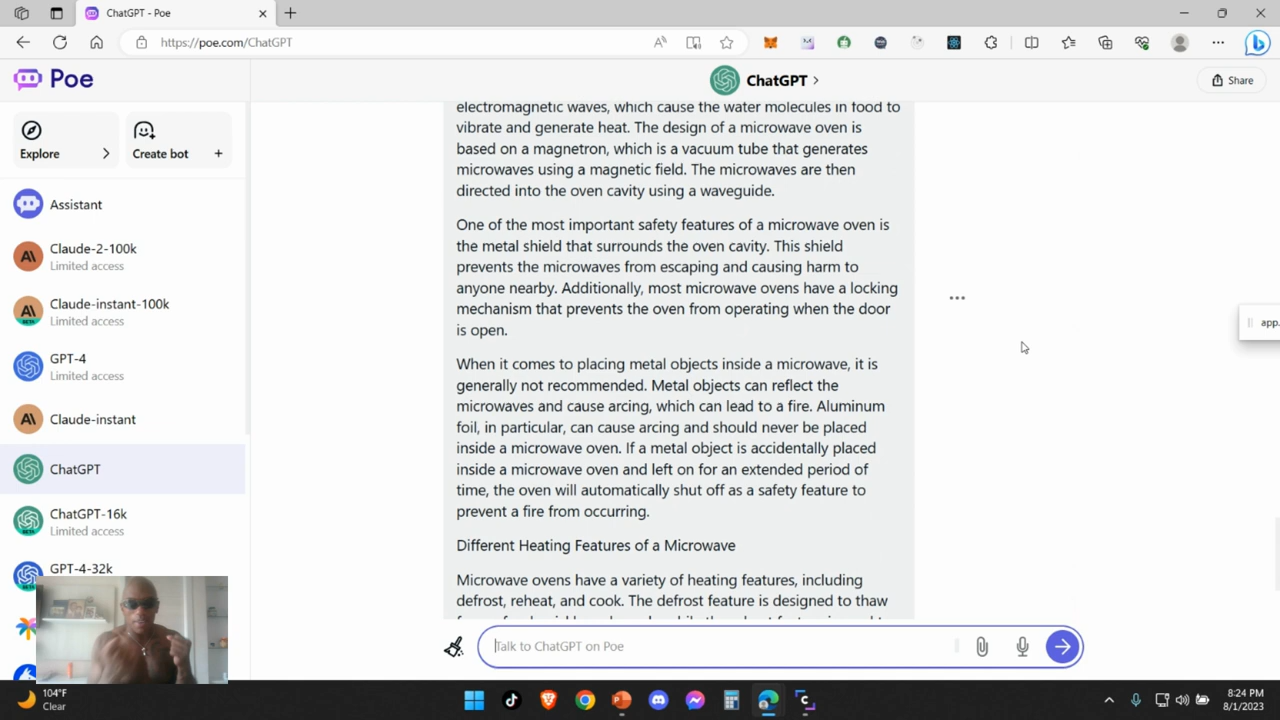 ChatGPT - Poe
https://poe.com/ChatGPT
Poe
ChatGPT
Share
Explore
Create bot
Assistant
Claude-2-100k
Limited access
Claude-instant-100k
Limited access
GPT-4
Limited access
Claude-instant
ChatGPT
ChatGPT-16k
Limited access
GPT-4-32k
electromagnetic waves, which cause the water molecules in food to
vibrate and generate heat. The design of a microwave oven is
based on a magnetron, which is a vacuum tube that generates
microwaves using a magnetic field. The microwaves are then
directed into the oven cavity using a waveguide.
One of the most important safety features of a microwave oven is
the metal shield that surrounds the oven cavity. This shield
prevents the microwaves from escaping and causing harm to
anyone nearby. Additionally, most microwave ovens have a locking
mechanism that prevents the oven from operating when the door
is open.
When it comes to placing metal objects inside a microwave, it is
generally not recommended. Metal objects can reflect the
microwaves and cause arcing, which can lead to a fire. Aluminum
foil, in particular, can cause arcing and should never be placed
inside a microwave oven. If a metal object is accidentally placed
inside a microwave oven and left on for an extended period of
time, the oven will automatically shut off as a safety feature to
prevent a fire from occurring.
Different Heating Features of a Microwave
Microwave ovens have a variety of heating features, including
defrost, reheat, and cook. The defrost feature is designed to thaw
app.
Talk to ChatGPT on Poe
104°F
Clear
8:24 PM
8/1/2023